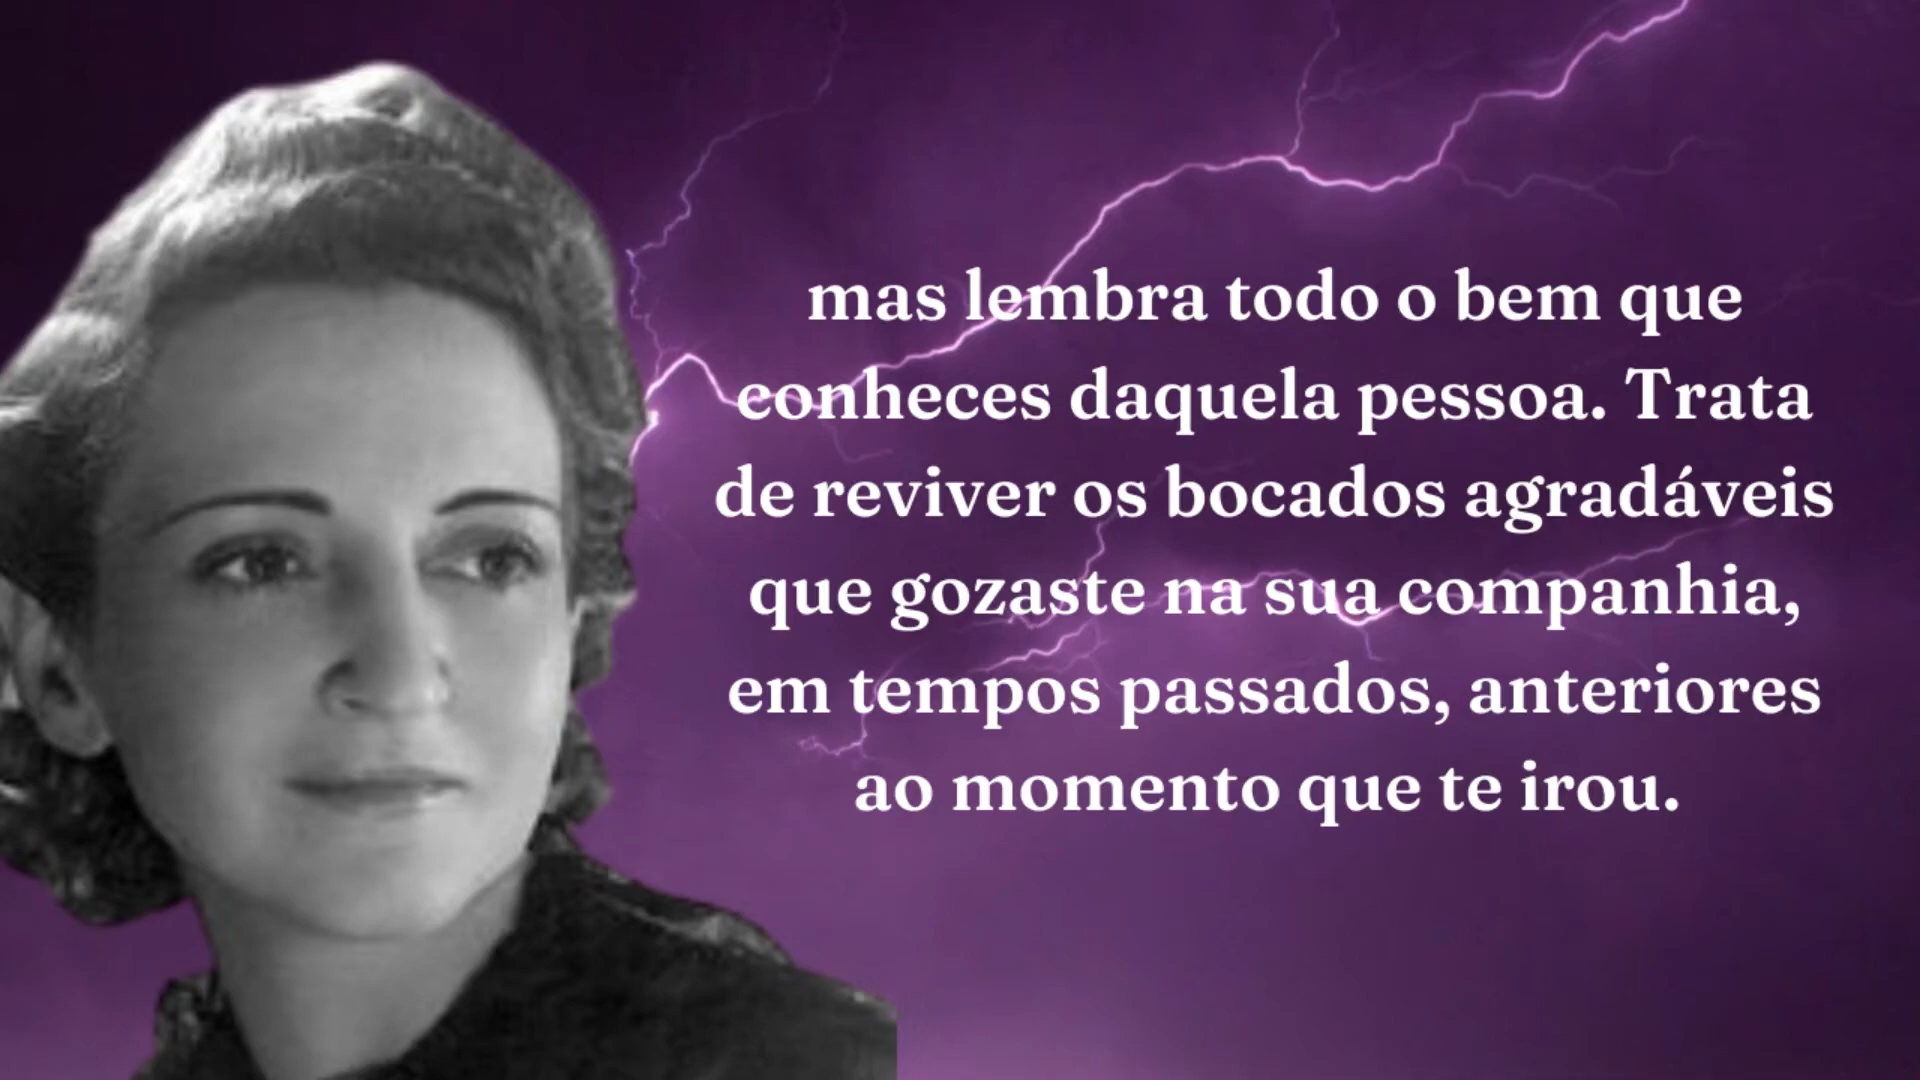 mas lembra todo o bem que
conheces daquela pessoa. Trata
de reviver os bocados agradáveis
que gozaste na sua companhia,
em tempos passados, anteriores
ao momento que te irou.